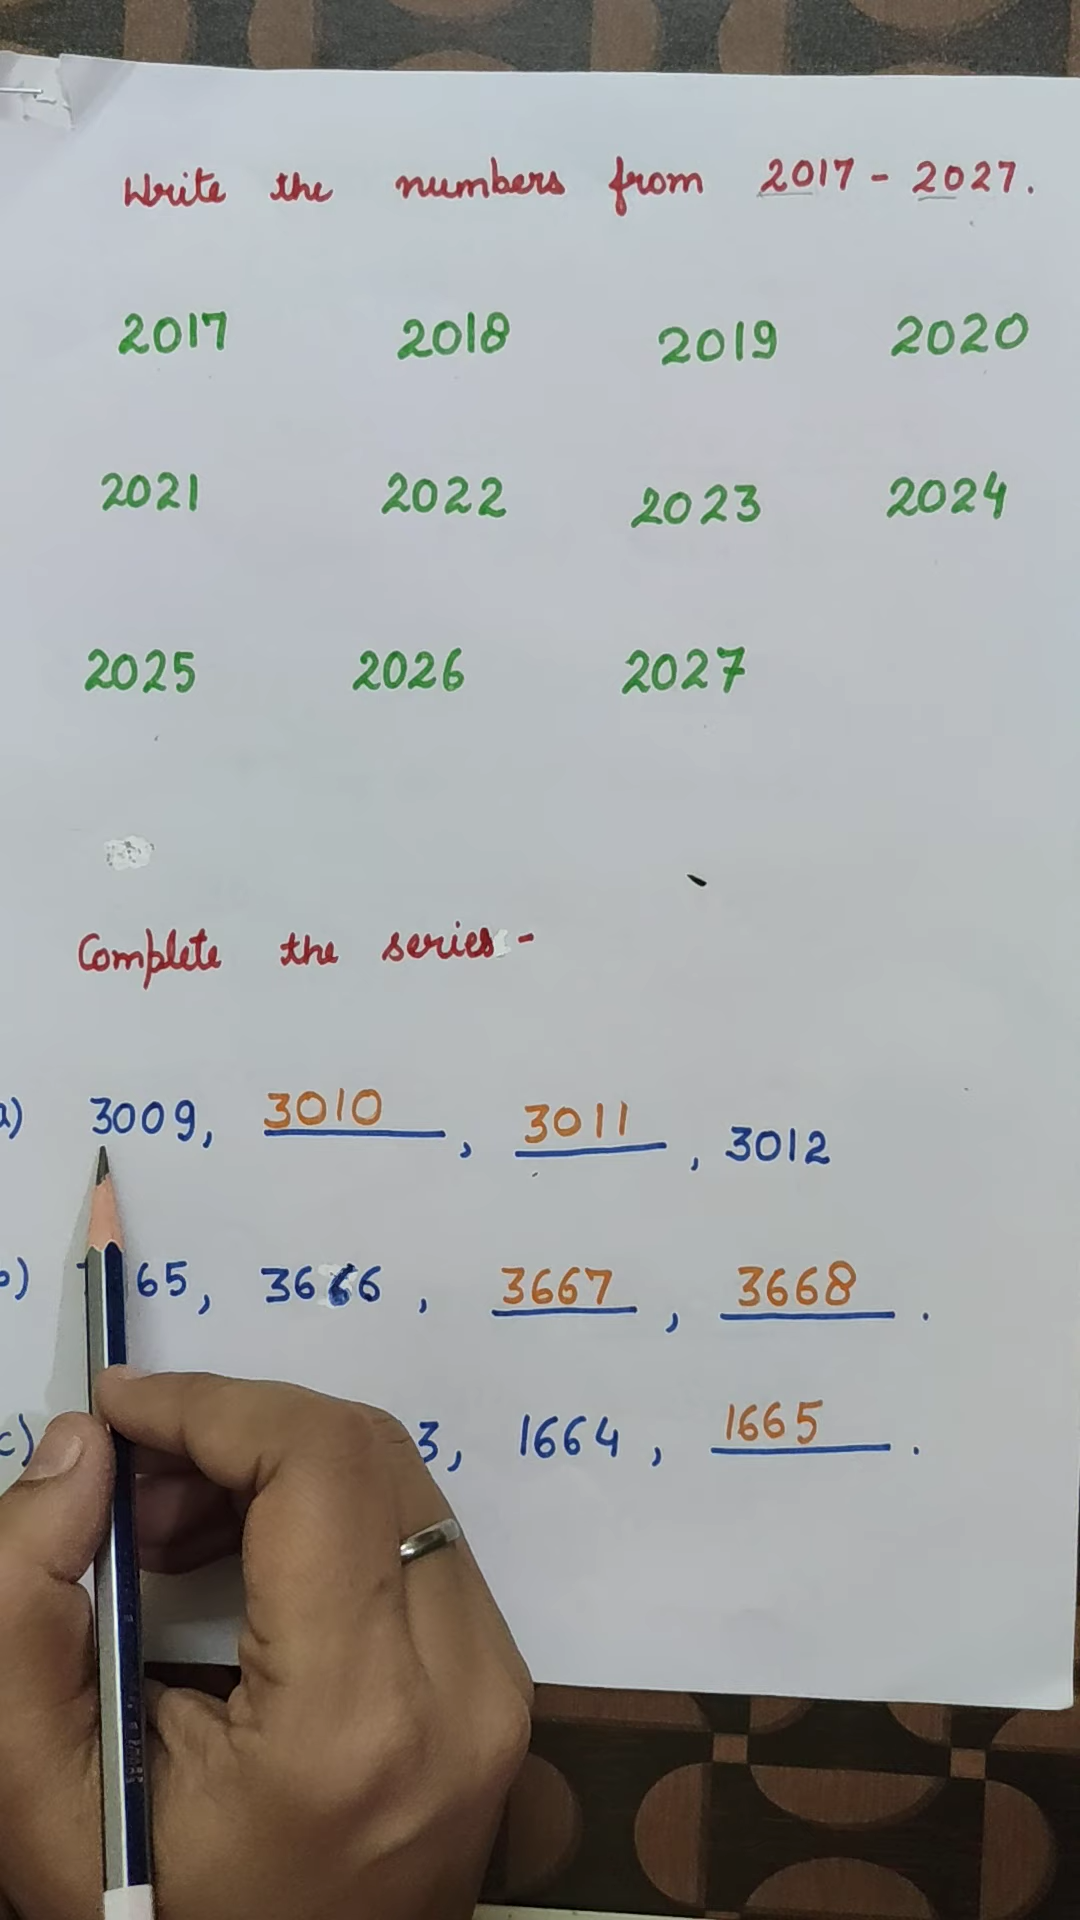 Write the numbers from 2017 - 2027.
2017 2018 2019 2020
2021 2022 2023 2024
2025 2026 2027
Complete the series -
a) 3009, 3010, 3011, 3012
b) 65, 3666, 3667, 3668.
c) 3, 1664, 1665.